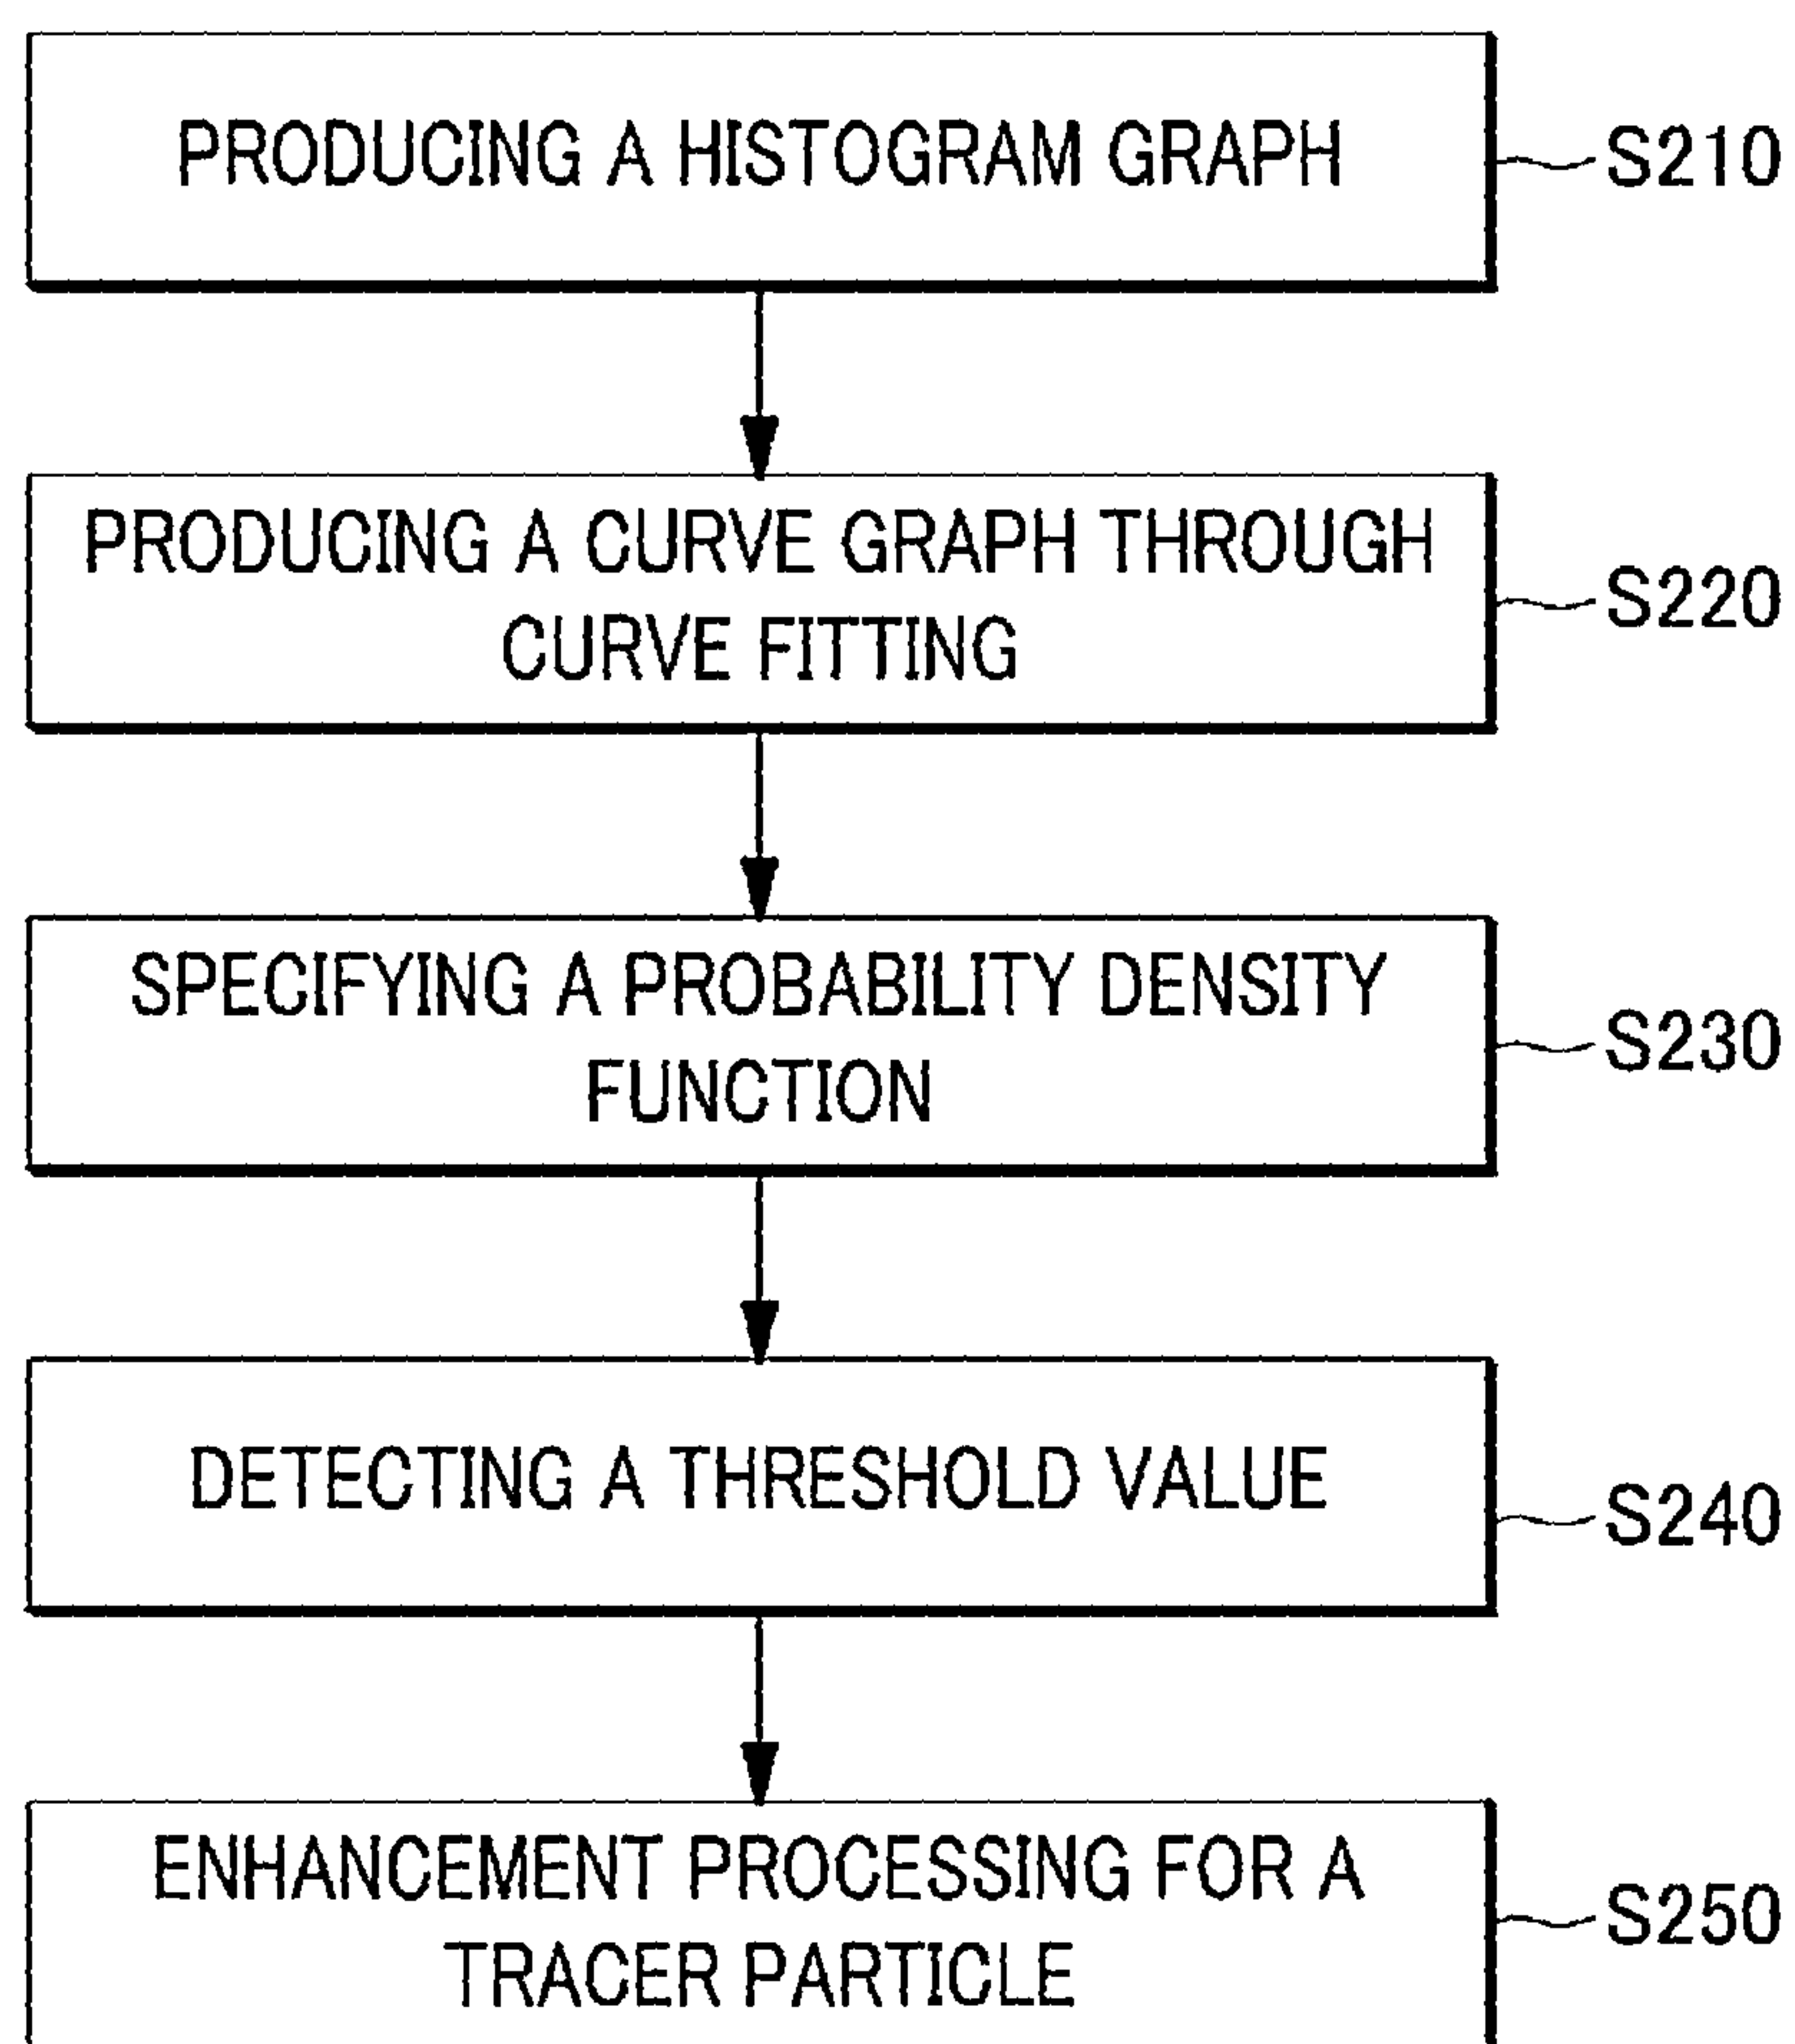 PRODUCING A HISTOGRAM GRAPH
S210
PRODUCING A CURVE GRAPH THROUGH
CURVE FITTING
S220
SPECIFYING A PROBABILITY DENSITY
FUNCTION
S230
DETECTING A THRESHOLD VALUE
S240
ENHANCEMENT PROCESSING FOR A
TRACER PARTICLE
S250